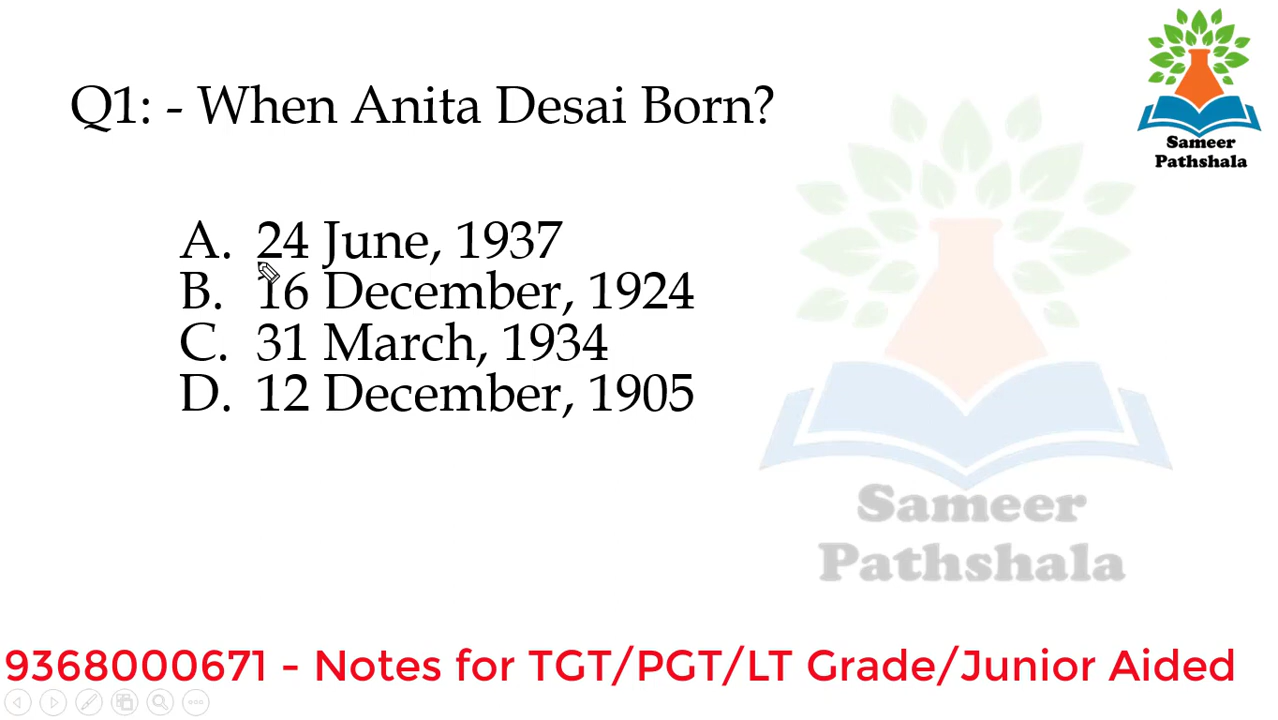 Q1: - When Anita Desai Born?
A. 24 June, 1937
B. 16 December, 1924
C. 31 March, 1934
D. 12 December, 1905
Sameer
Pathshala
Sameer
Pathshala
9368000671 - Notes for TGT/PGT/LT Grade/Junior Aided